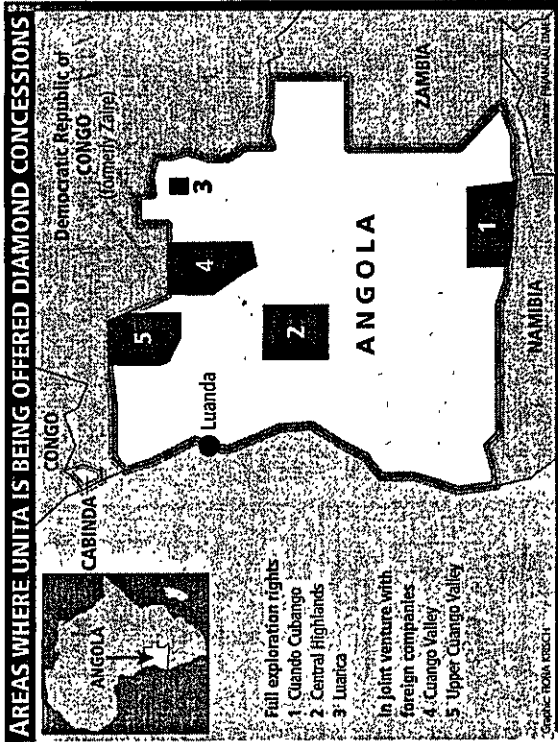 AREAS WHERE UNITA IS BEING OFFERED DIAMOND CONCESSIONS
ANGOLA
CABINDA
CONGO
Democratic Republic of
CONGO
(formerly Zaire)
Luanda
5
4
3
2
ANGOLA
1
ZAMBIA
NAMIBIA
Full exploration rights
1 Cuando Cubango
2 Central Highlands
3 Luarica
In joint venture with
foreign companies
4 Cuango Valley
5 Upper Cuango Valley